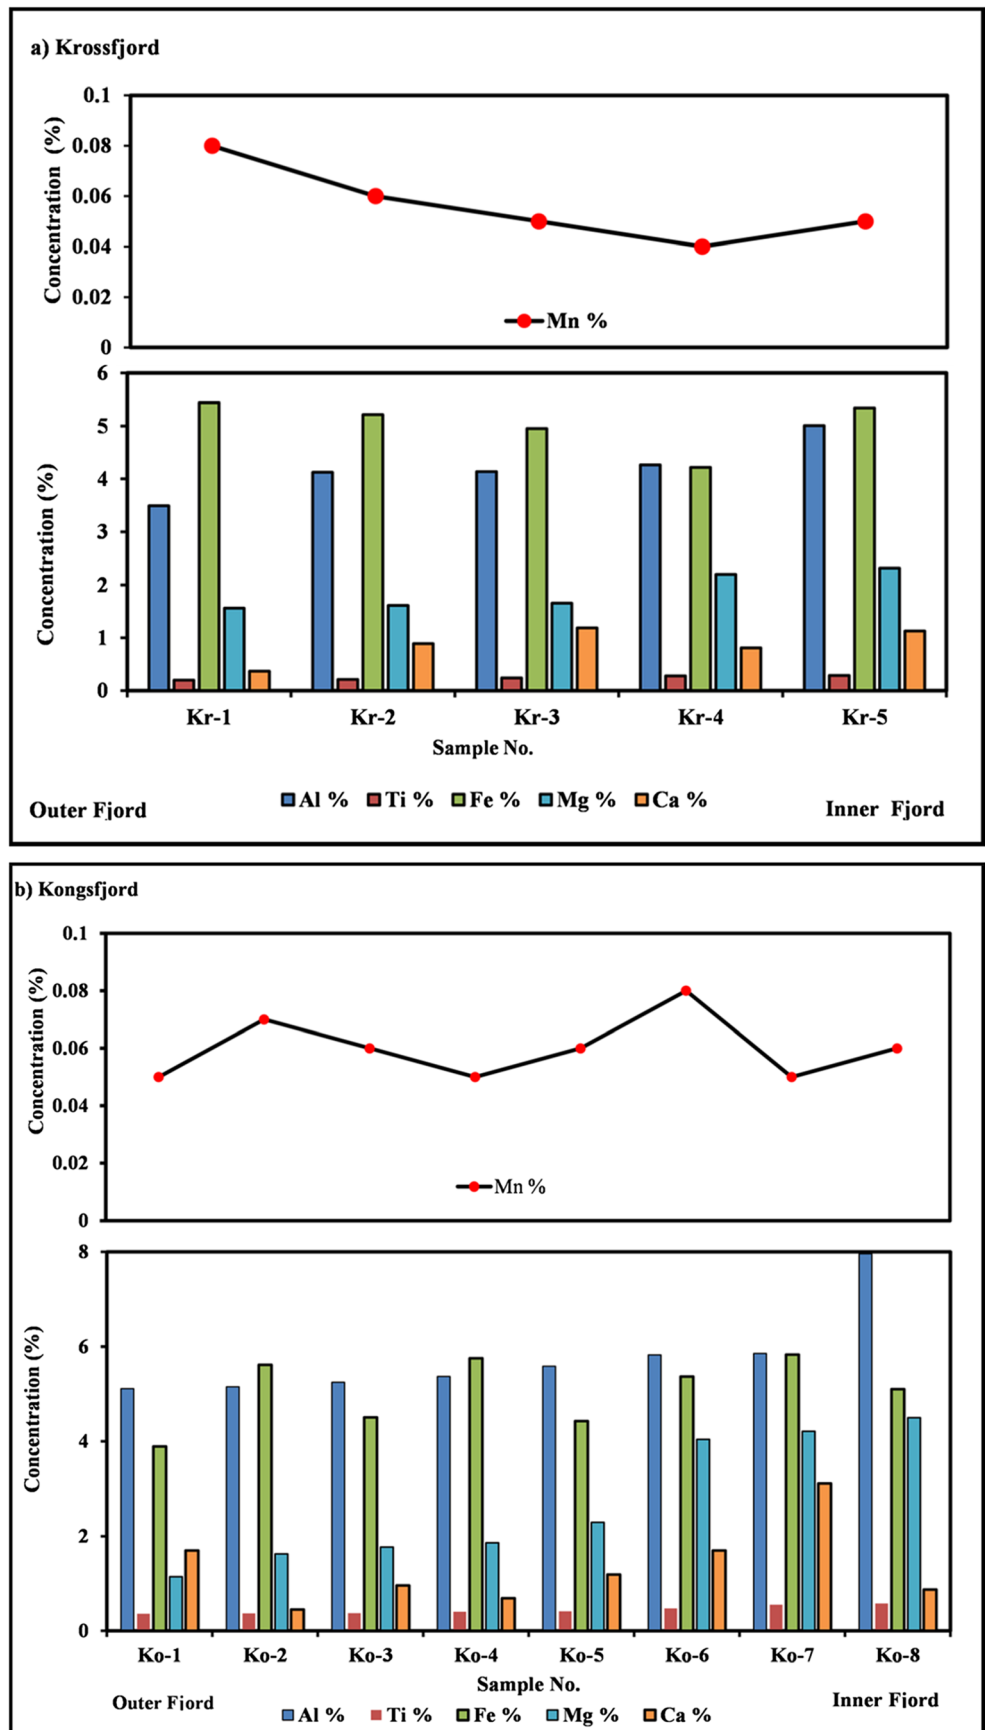 a) Krossfjord
Concentration (%)
0.1
0.08
0.06
0.04
0.02
0
Mn %
Concentration (%)
6
5
4
3
2
1
0
Kr-1 Kr-2 Kr-3 Kr-4 Kr-5
Sample No.
Al % Ti % Fe % Mg % Ca %
Outer Fjord Inner Fjord
b) Kongsfjord
Concentration (%)
0.1
0.08
0.06
0.04
0.02
0
Mn %
Concentration (%)
8
6
4
2
0
Ko-1 Ko-2 Ko-3 Ko-4 Ko-5 Ko-6 Ko-7 Ko-8
Sample No.
Outer Fjord Inner Fjord
Al % Ti % Fe % Mg % Ca %